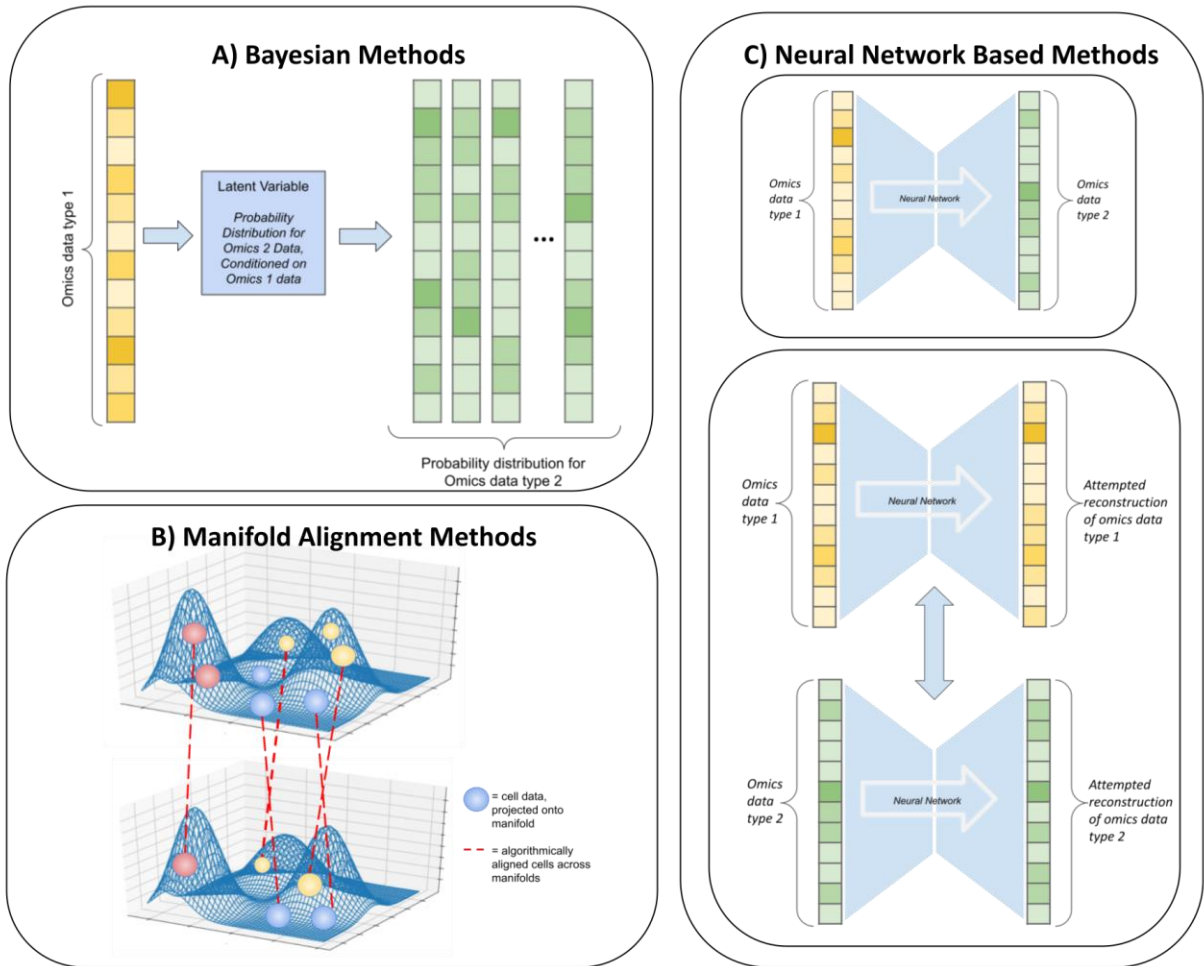 A) Bayesian Methods
Omics data type 1
Latent Variable
Probability
Distribution for
Omics 2 Data,
Conditioned on
Omics 1 data
...
Probability distribution for
Omics data type 2
B) Manifold Alignment Methods
= cell data,
projected onto
manifold
= algorithmically
aligned cells across
manifolds
C) Neural Network Based Methods
Omics
data
type 1
Neural Network
Omics
data
type 2
Omics
data
type 1
Neural Network
Attempted
reconstruction
of omics data
type 1
Omics
data
type 2
Neural Network
Attempted
reconstruction
of omics data
type 2